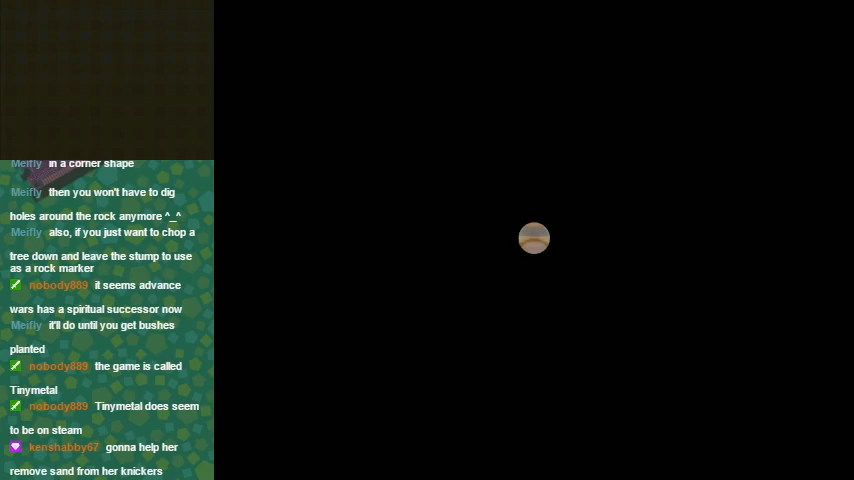 Meifly in a corner shape
Meifly then you won't have to dig
holes around the rock anymore ^_^
Meifly also, if you just want to chop a
free down and leave the stump to use
as a rock marker
nobody889 it seems advance
wars has a spiritual successor now
Meifly it'll do until you get bushes
planted
nobody889 the game is called
Tinymetal
nobody889 Tinymetal does seem
to be on steam
kenshabby67 gonna help her
remove sand from her knickers